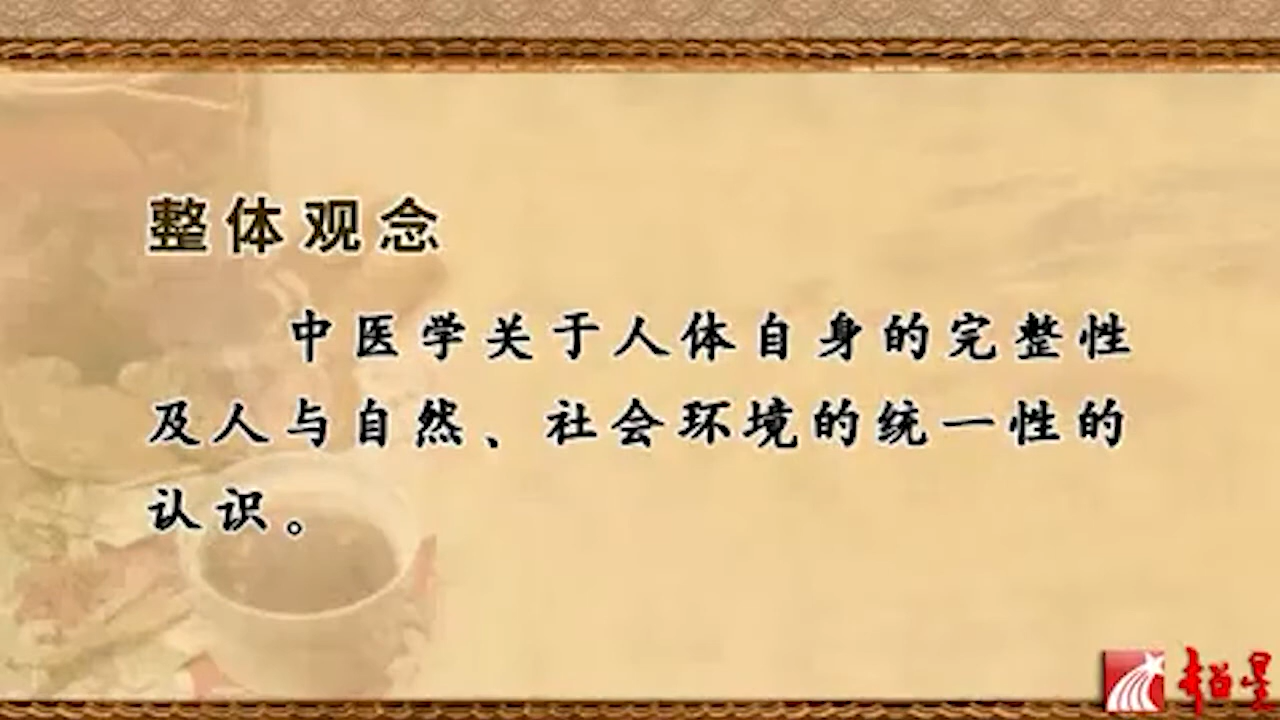 整体观念
中医学关于人体自身的完整性
及人与自然、社会环境的统一性的
认识。
超星